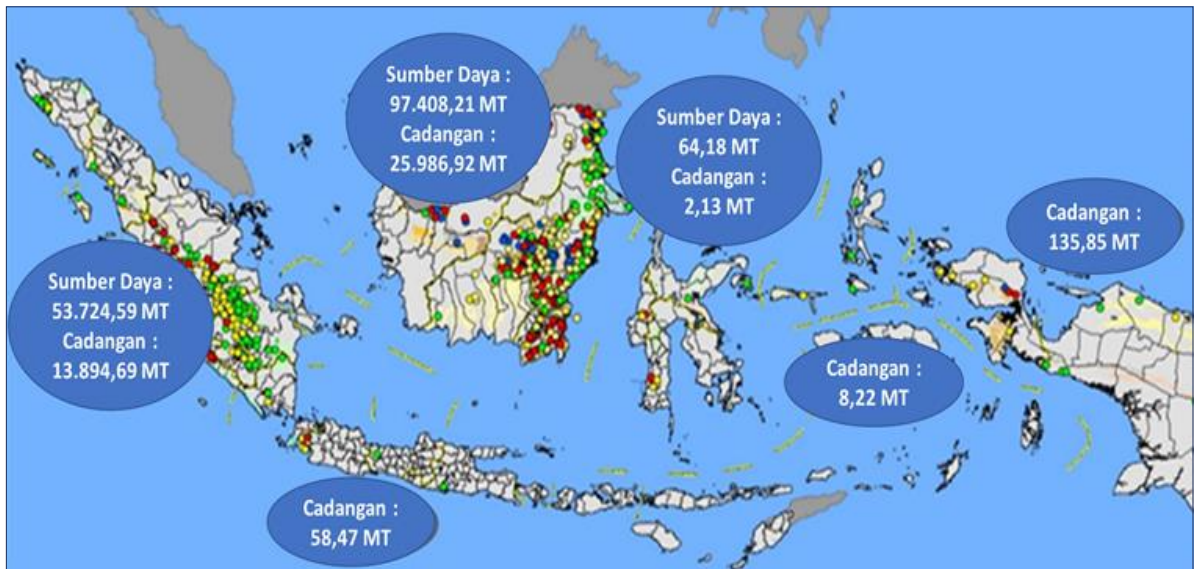 Sumber Daya :
97.408,21 MT
Cadangan :
25.986,92 MT
Sumber Daya :
64,18 MT
Cadangan :
2,13 MT
Cadangan :
135,85 MT
Sumber Daya :
53.724,59 MT
Cadangan :
13.894,69 MT
Cadangan :
8,22 MT
Cadangan :
58,47 MT